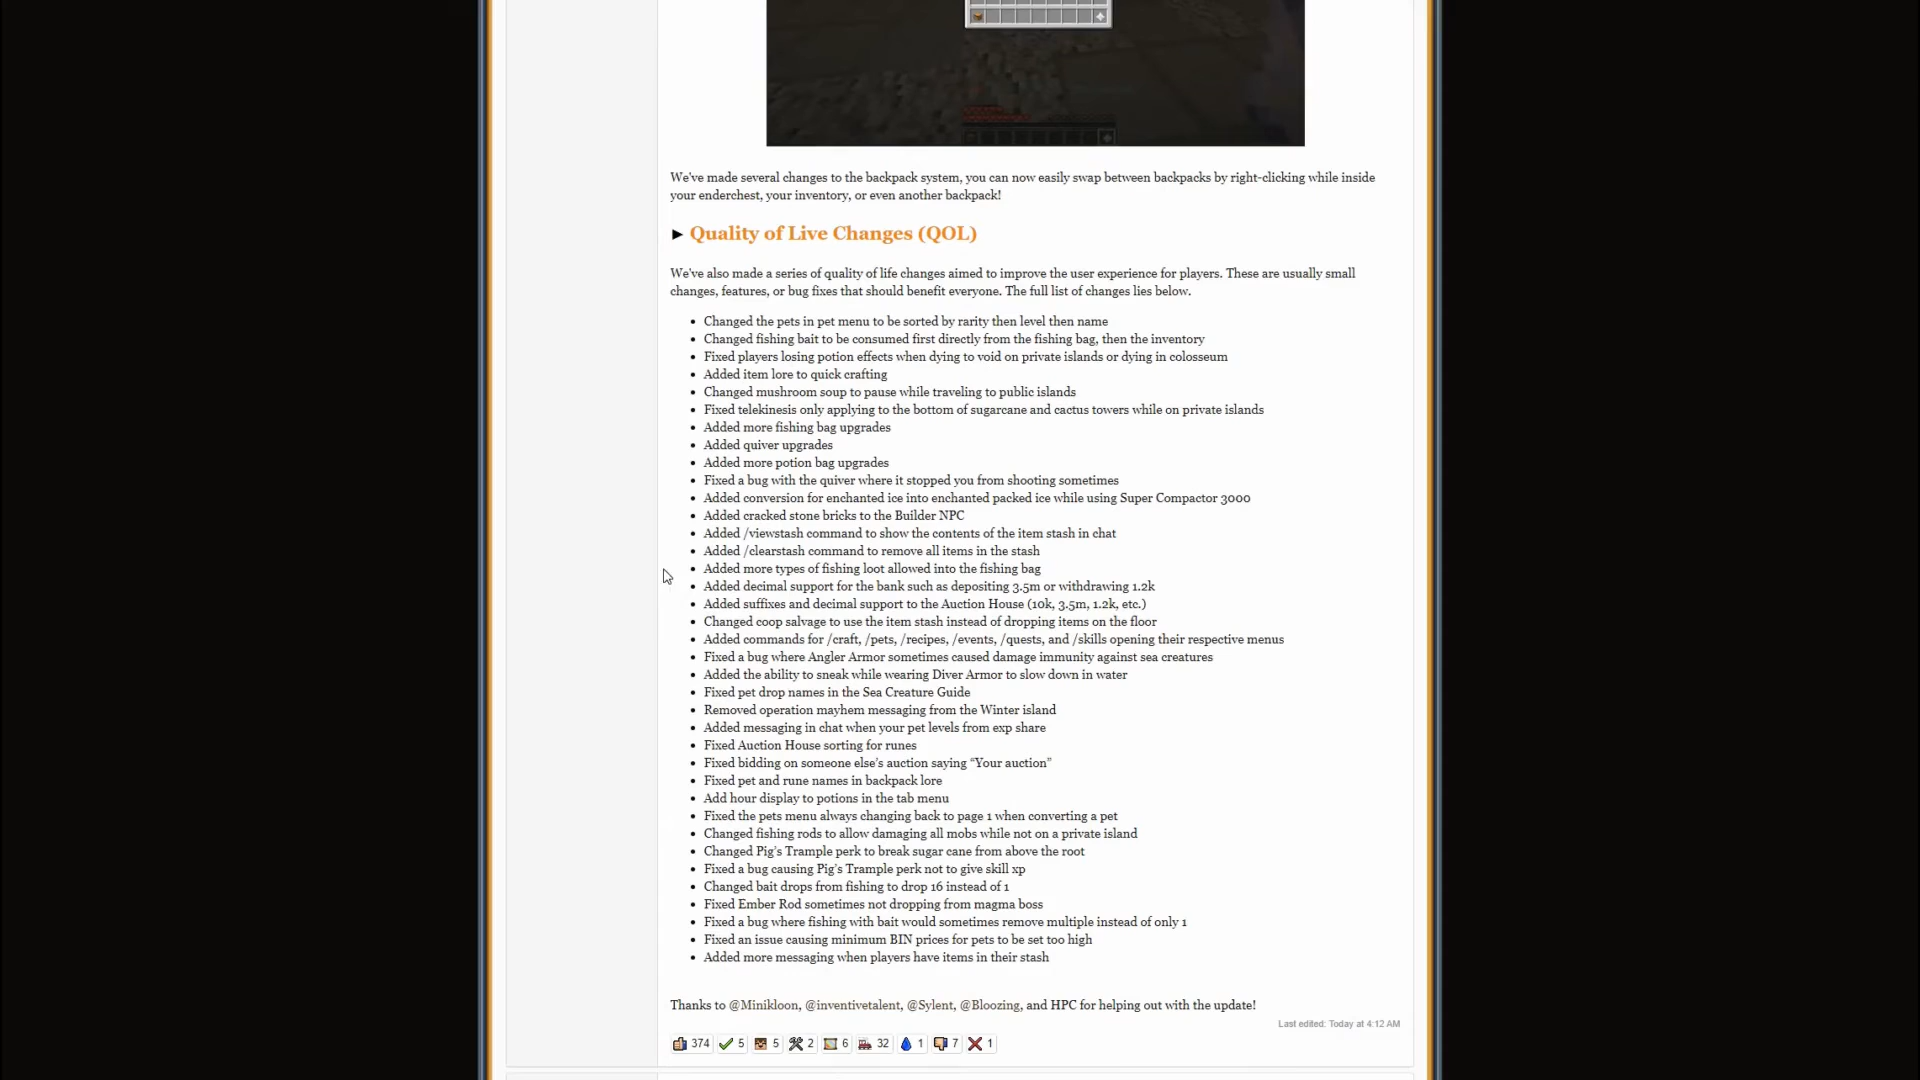 We've made several changes to the backpack system, you can now easily swap between backpacks by right-clicking while inside
your enderchest, your inventory, or even another backpack!
► Quality of Live Changes (QOL)
We've also made a series of quality of life changes aimed to improve the user experience for players. These are usually small
changes, features, or bug fixes that should benefit everyone. The full list of changes lies below.
• Changed the pets in pet menu to be sorted by rarity then level then name
• Changed fishing bait to be consumed first directly from the fishing bag, then the inventory
• Fixed players losing potion effects when dying to void on private islands or dying in colosseum
• Added item lore to quick crafting
• Changed mushroom soup to pause while traveling to public islands
• Fixed telekinesis only applying to the bottom of sugarcane and cactus towers while on private islands
• Added more fishing bag upgrades
• Added quiver upgrades
• Added more potion bag upgrades
• Fixed a bug with the quiver where it stopped you from shooting sometimes
• Added conversion for enchanted ice into enchanted packed ice while using Super Compactor 3000
• Added cracked stone bricks to the Builder NPC
• Added /viewstash command to show the contents of the item stash in chat
• Added /clearstash command to remove all items in the stash
• Added more types of fishing loot allowed into the fishing bag
• Added decimal support for the bank such as depositing 3.5m or withdrawing 1.2k
• Added suffixes and decimal support to the Auction House (10k, 3.5m, 1.2k, etc.)
• Changed coop salvage to use the item stash instead of dropping items on the floor
• Added commands for /craft, /pets, /recipes, /events, /quests, and /skills opening their respective menus
• Fixed a bug where Angler Armor sometimes caused damage immunity against sea creatures
• Added the ability to sneak while wearing Diver Armor to slow down in water
• Fixed pet drop names in the Sea Creature Guide
• Removed operation mayhem messaging from the Winter island
• Added messaging in chat when your pet levels from exp share
• Fixed Auction House sorting for runes
• Fixed bidding on someone else's auction saying “Your auction”
• Fixed pet and rune names in backpack lore
• Add hour display to potions in the tab menu
• Fixed the pets menu always changing back to page 1 when converting a pet
• Changed fishing rods to allow damaging all mobs while not on a private island
• Changed Pig's Trample perk to break sugar cane from above the root
• Fixed a bug causing Pig's Trample perk not to give skill xp
• Changed bait drops from fishing to drop 16 instead of 1
• Fixed Ember Rod sometimes not dropping from magma boss
• Fixed a bug where fishing with bait would sometimes remove multiple instead of only 1
• Fixed an issue causing minimum BIN prices for pets to be set too high
• Added more messaging when players have items in their stash
Thanks to @Minikloon, @inventivetalent, @Sylent, @Bloozing, and HPC for helping out with the update!
Last edited: Today at 4:12 AM
374 5 5 2 6 32 1 7 1